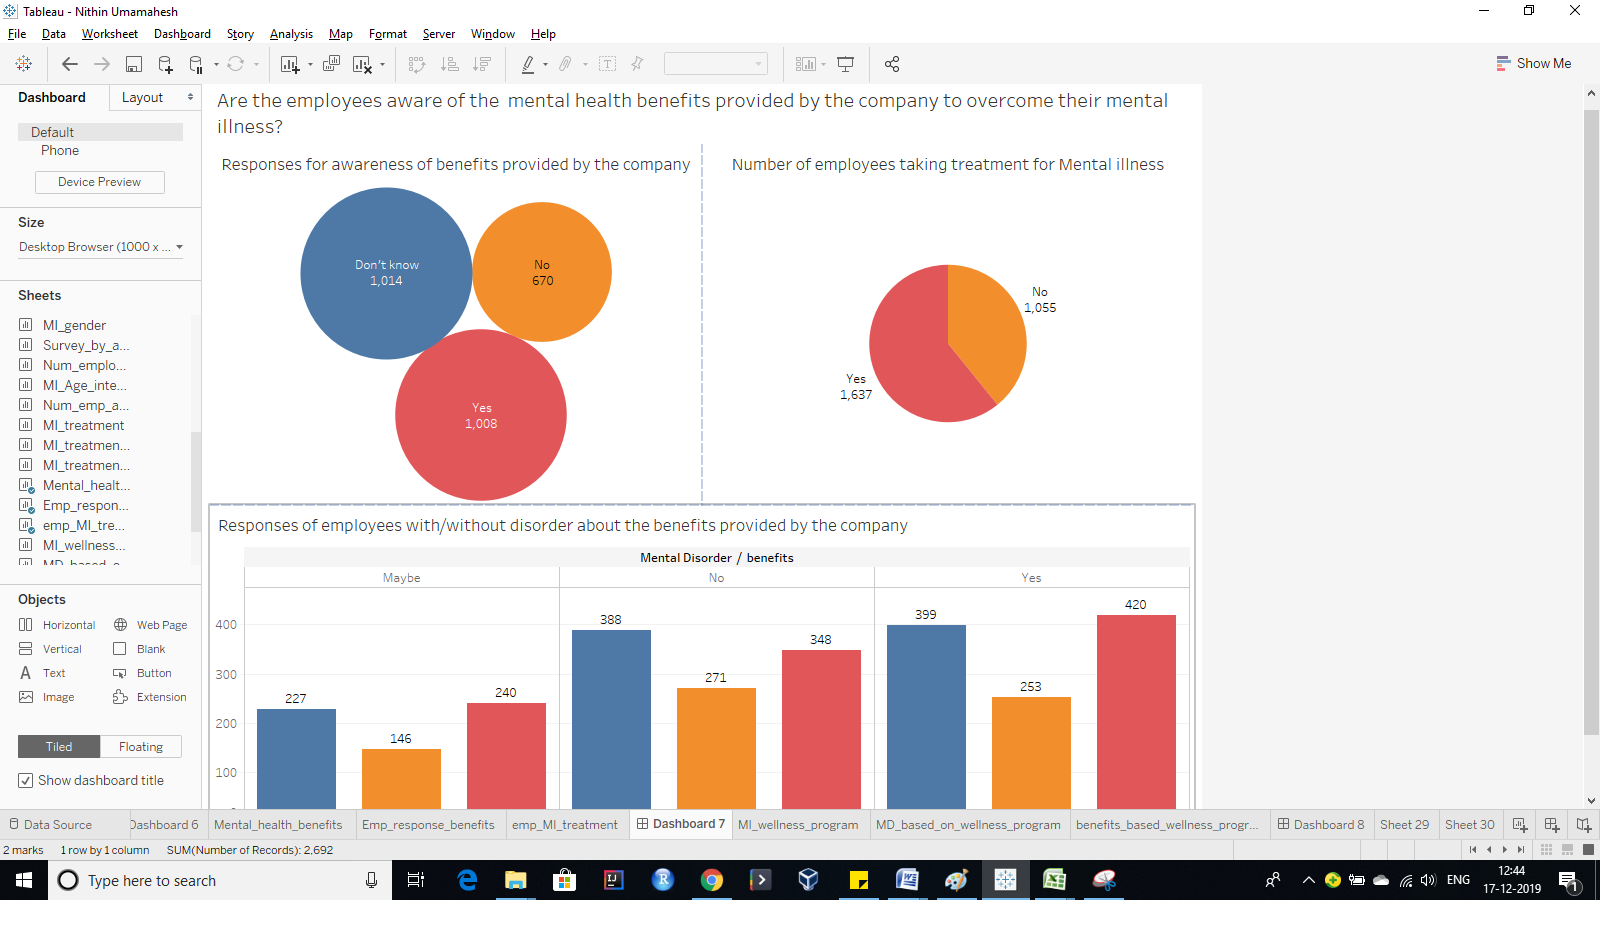 Tableau - Nithin Umamahesh
File Data Worksheet Dashboard Story Analysis Map Format Server Window Help
Show Me
Dashboard Layout
Default
Phone
Device Preview
Size
Desktop Browser (1000 x ...
Sheets
MI_gender
Survey_by_a...
Num_emplo...
MI_Age_inte...
Num_emp_a...
MI_treatment
MI_treatmen...
MI_treatmen...
Mental_healt...
Emp_respon...
emp_MI_tre...
MI_wellness...
Objects
Horizontal Web Page
Vertical Blank
A Text Button
Image Extension
Tiled Floating
Show dashboard title
Are the employees aware of the mental health benefits provided by the company to overcome their mental
illness?
Responses for awareness of benefits provided by the company
Don't know
1,014
No
670
Yes
1,008
Number of employees taking treatment for Mental illness
No
1,055
Yes
1,637
Responses of employees with/without disorder about the benefits provided by the company
Mental Disorder / benefits
Maybe No Yes
400
300
200
100
227 146 240 388 271 348 399 253 420
Data Source Dashboard 6 Mental_health_benefits Emp_response_benefits emp_MI_treatment Dashboard 7 MI_wellness_program MD_based_on_wellness_program benefits_based_wellness_progr... Dashboard 8 Sheet 29 Sheet 30
2 marks 1 row by 1 column SUM(Number of Records): 2,692
Type here to search
ENG
12:44
17-12-2019
1